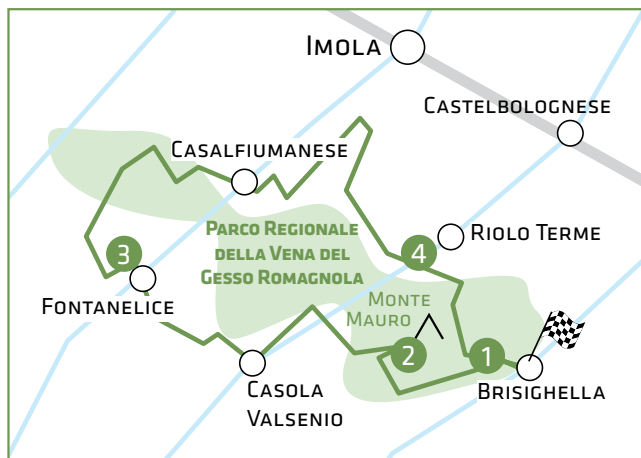 IMOLA
CASTELBOLOGNESE
CASALFIUMANESE
PARCO REGIONALE
DELLA VENA DEL
GESSO ROMAGNOLA
RIOLO TERME
4
3
FONTANELICE
MONTE
MAURO
2
1
BRISIGHELLA
CASOLA
VALSENIO